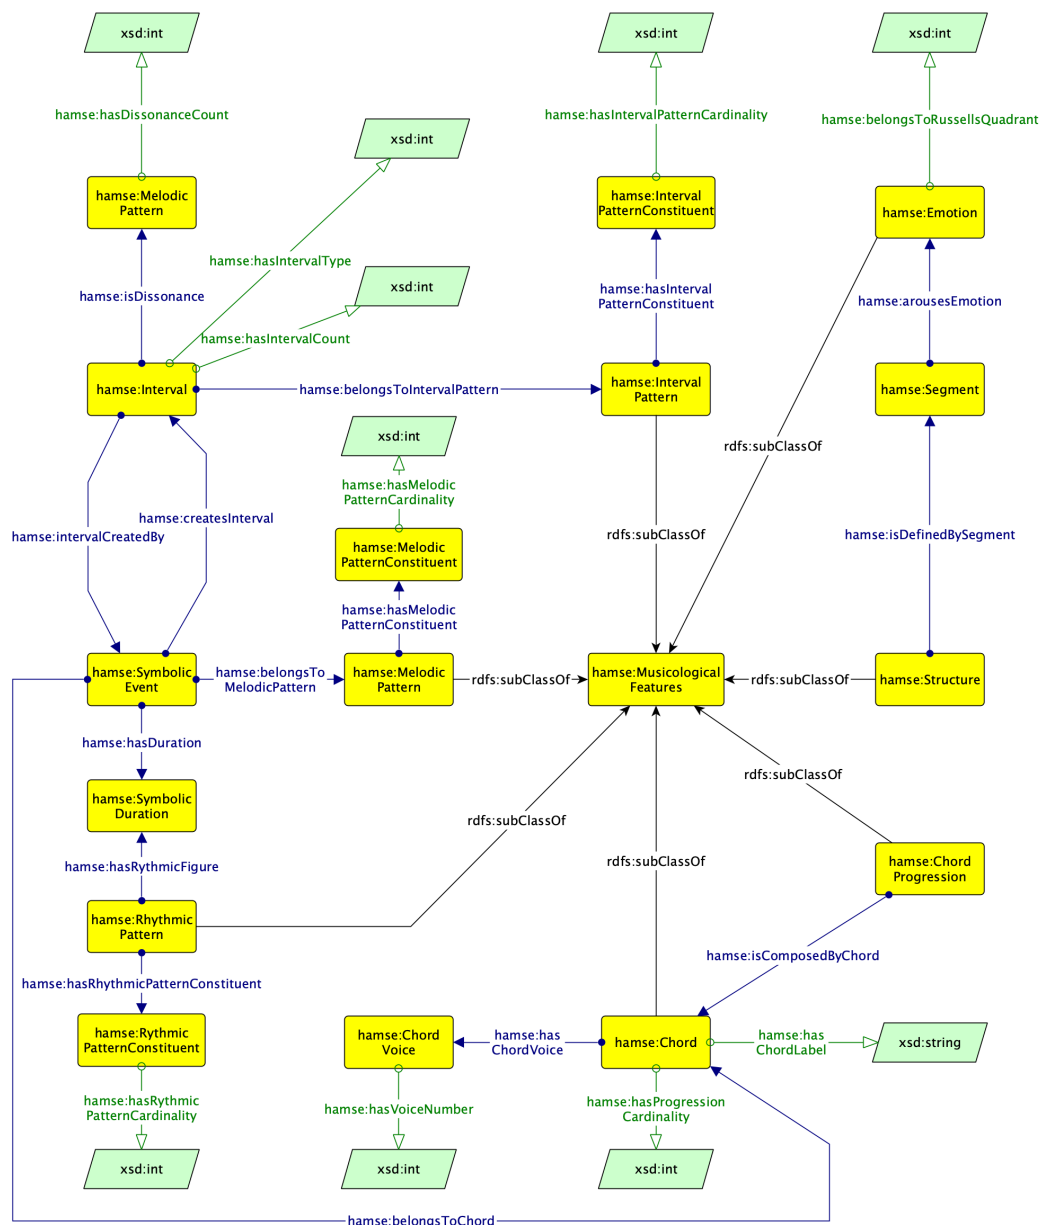 xsd:int
xsd:int
xsd:int
hamse:hasDissonanceCount
hamse:hasIntervalPatternCardinality
hamse:belongsToRussellsQuadrant
xsd:int
hamse:Melodic
Pattern
hamse:Interval
PatternConstituent
hamse:Emotion
hamse:hasIntervalType
xsd:int
hamse:isDissonance
hamse:hasInterval
PatternConstituent
hamse:arousesEmotion
hamse:hasIntervalCount
hamse:Interval
hamse:belongsToIntervalPattern
hamse:Interval
Pattern
hamse:Segment
xsd:int
rdfs:subClassOf
hamse:hasMelodic
PatternCardinality
hamse:createsInterval
hamse:intervalCreatedBy
rdfs:subClassOf
hamse:isDefinedBySegment
hamse:Melodic
PatternConstituent
hamse:hasMelodic
PatternConstituent
hamse:Symbolic
Event
hamse:belongsTo
MelodicPattern
hamse:Melodic
Pattern
rdfs:subClassOf
hamse:Musicological
Features
rdfs:subClassOf
hamse:Structure
hamse:hasDuration
rdfs:subClassOf
hamse:Symbolic
Duration
rdfs:subClassOf
hamse:hasRythmicFigure
rdfs:subClassOf
hamse:Chord
Progression
hamse:Rhythmic
Pattern
hamse:isComposedByChord
hamse:hasRhythmicPatternConstituent
hamse:Rythmic
PatternConstituent
hamse:Chord
Voice
hamse:has
ChordVoice
hamse:Chord
hamse:has
ChordLabel
xsd:string
hamse:hasRythmic
PatternCardinality
hamse:hasVoiceNumber
hamse:hasProgression
Cardinality
xsd:int
xsd:int
xsd:int
hamse:belongsToChord